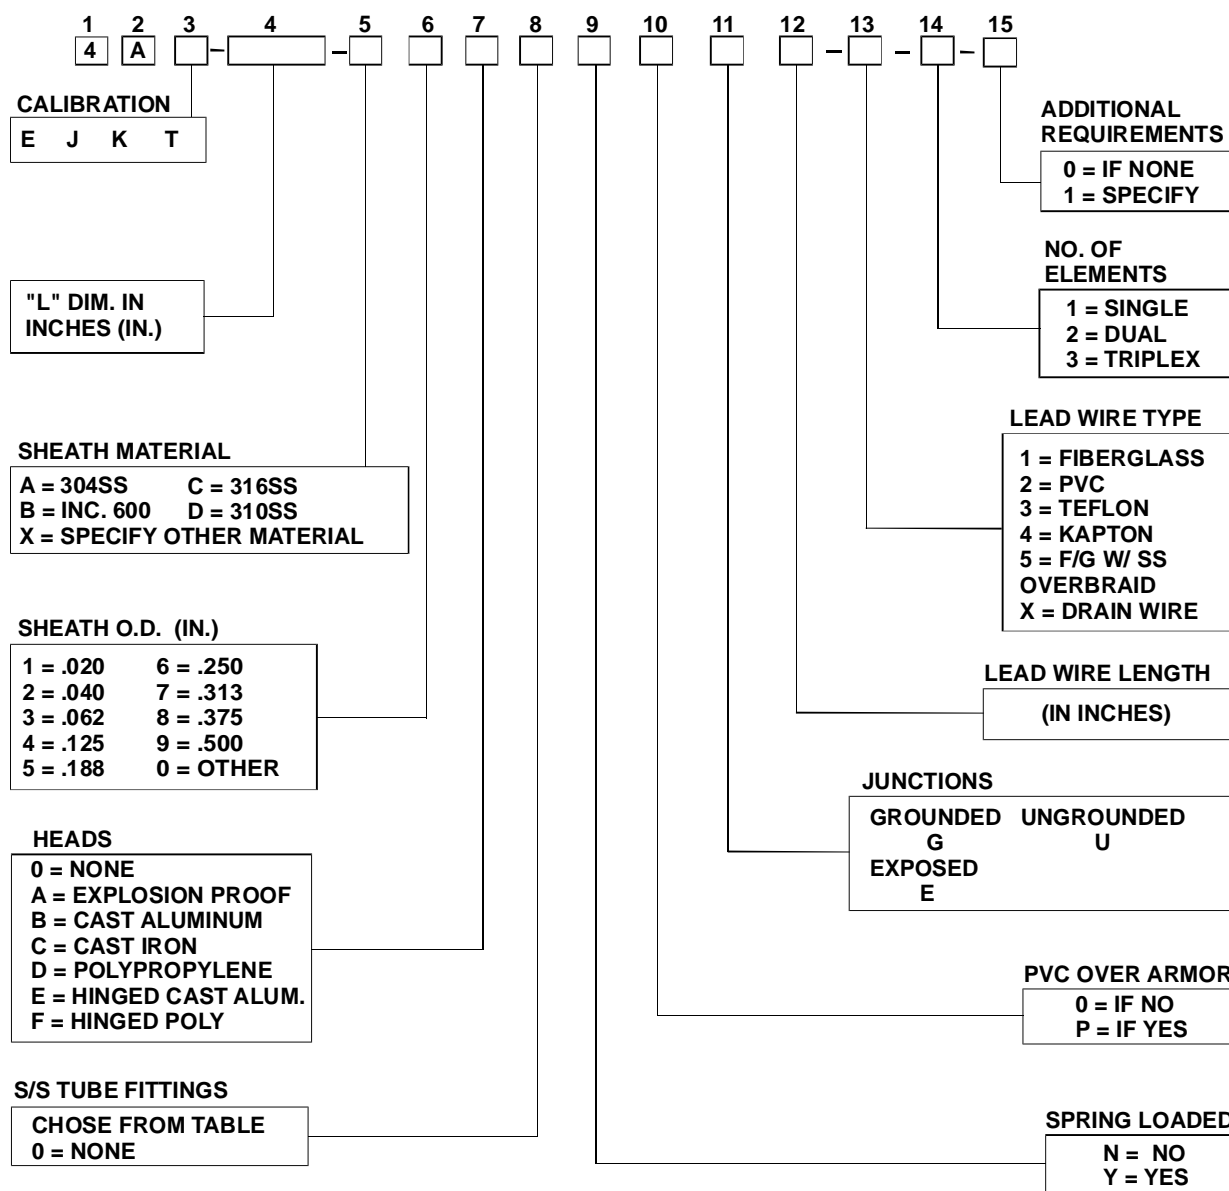 1 2 3 4 5 6 7 8 9 10 11 12 13 14 15
4 A - - - - -
CALIBRATION
E J K T
"L" DIM. IN
INCHES (IN.)
SHEATH MATERIAL
A = 304SS C = 316SS
B = INC. 600 D = 310SS
X = SPECIFY OTHER MATERIAL
SHEATH O.D. (IN.)
1 = .020 6 = .250
2 = .040 7 = .313
3 = .062 8 = .375
4 = .125 9 = .500
5 = .188 0 = OTHER
HEADS
0 = NONE
A = EXPLOSION PROOF
B = CAST ALUMINUM
C = CAST IRON
D = POLYPROPYLENE
E = HINGED CAST ALUM.
F = HINGED POLY
S/S TUBE FITTINGS
CHOSE FROM TABLE
0 = NONE
ADDITIONAL
REQUIREMENTS
0 = IF NONE
1 = SPECIFY
NO. OF
ELEMENTS
1 = SINGLE
2 = DUAL
3 = TRIPLEX
LEAD WIRE TYPE
1 = FIBERGLASS
2 = PVC
3 = TEFLON
4 = KAPTON
5 = F/G W/ SS
OVERBRAID
X = DRAIN WIRE
LEAD WIRE LENGTH
(IN INCHES)
JUNCTIONS
GROUNDED UNGROUNDED
G U
EXPOSED
E
PVC OVER ARMOR
0 = IF NO
P = IF YES
SPRING LOADED
N = NO
Y = YES